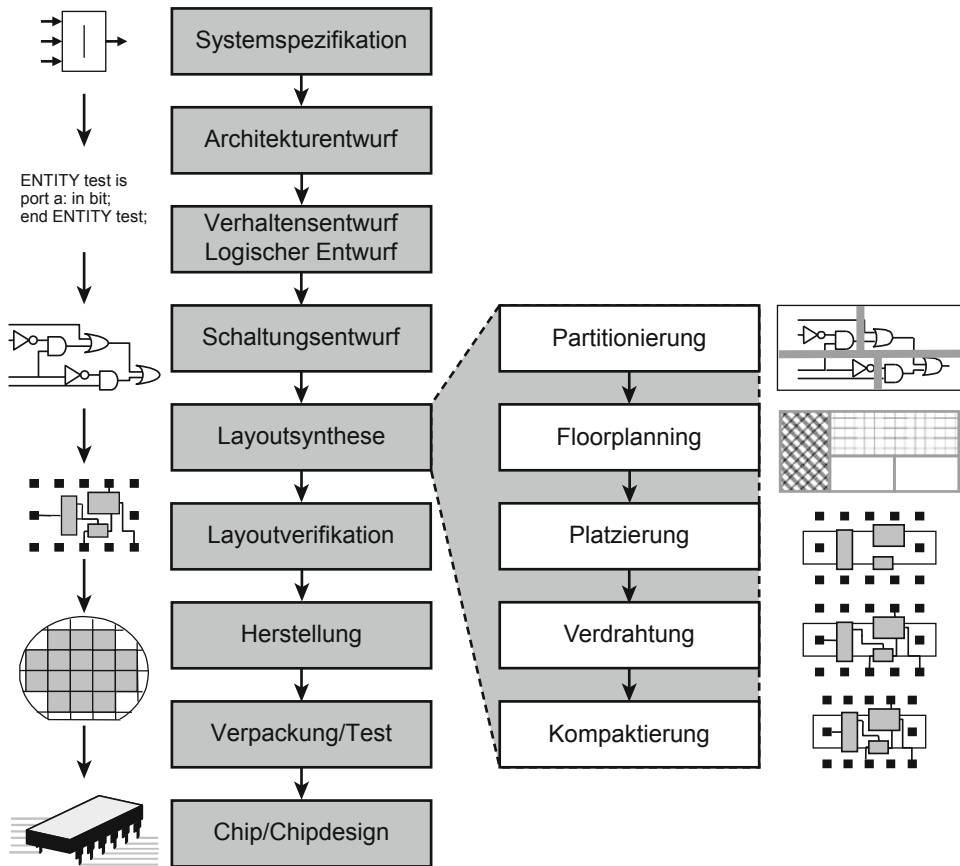 Systemspezifikation
Architekturentwurf
ENTITY test is
port a: in bit;
end ENTITY test;
Verhaltensentwurf
Logischer Entwurf
Schaltungsentwurf
Partitionierung
Layoutsynthese
Floorplanning
Layoutverifikation
Platzierung
Herstellung
Verdrahtung
Verpackung/Test
Kompaktierung
Chip/Chipdesign